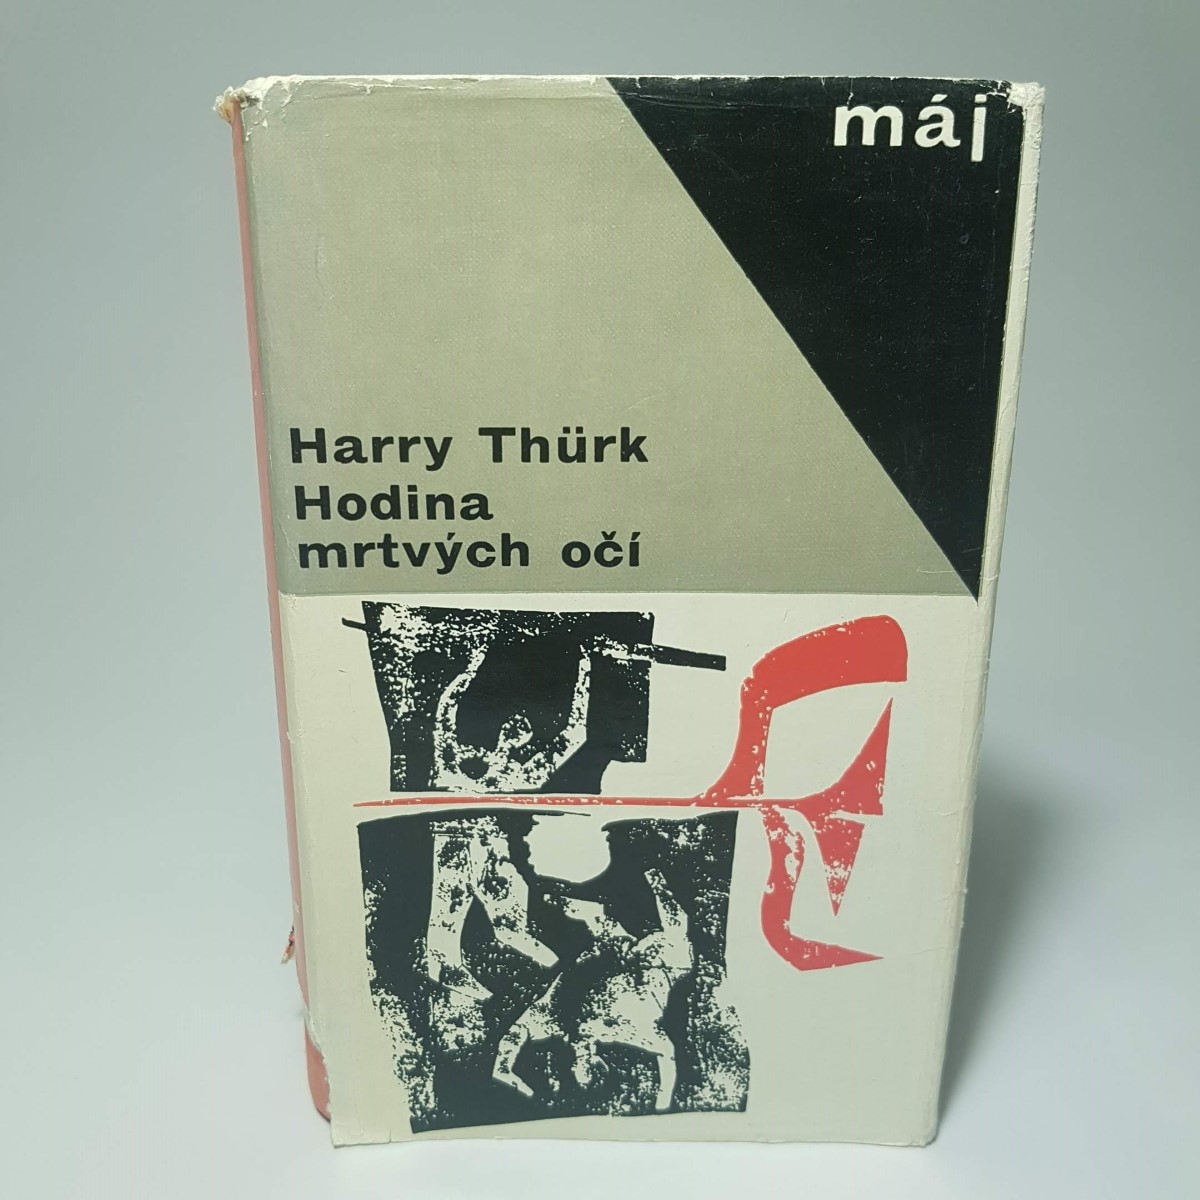 máj
Harry Thürk
Hodina
mrtvých očí